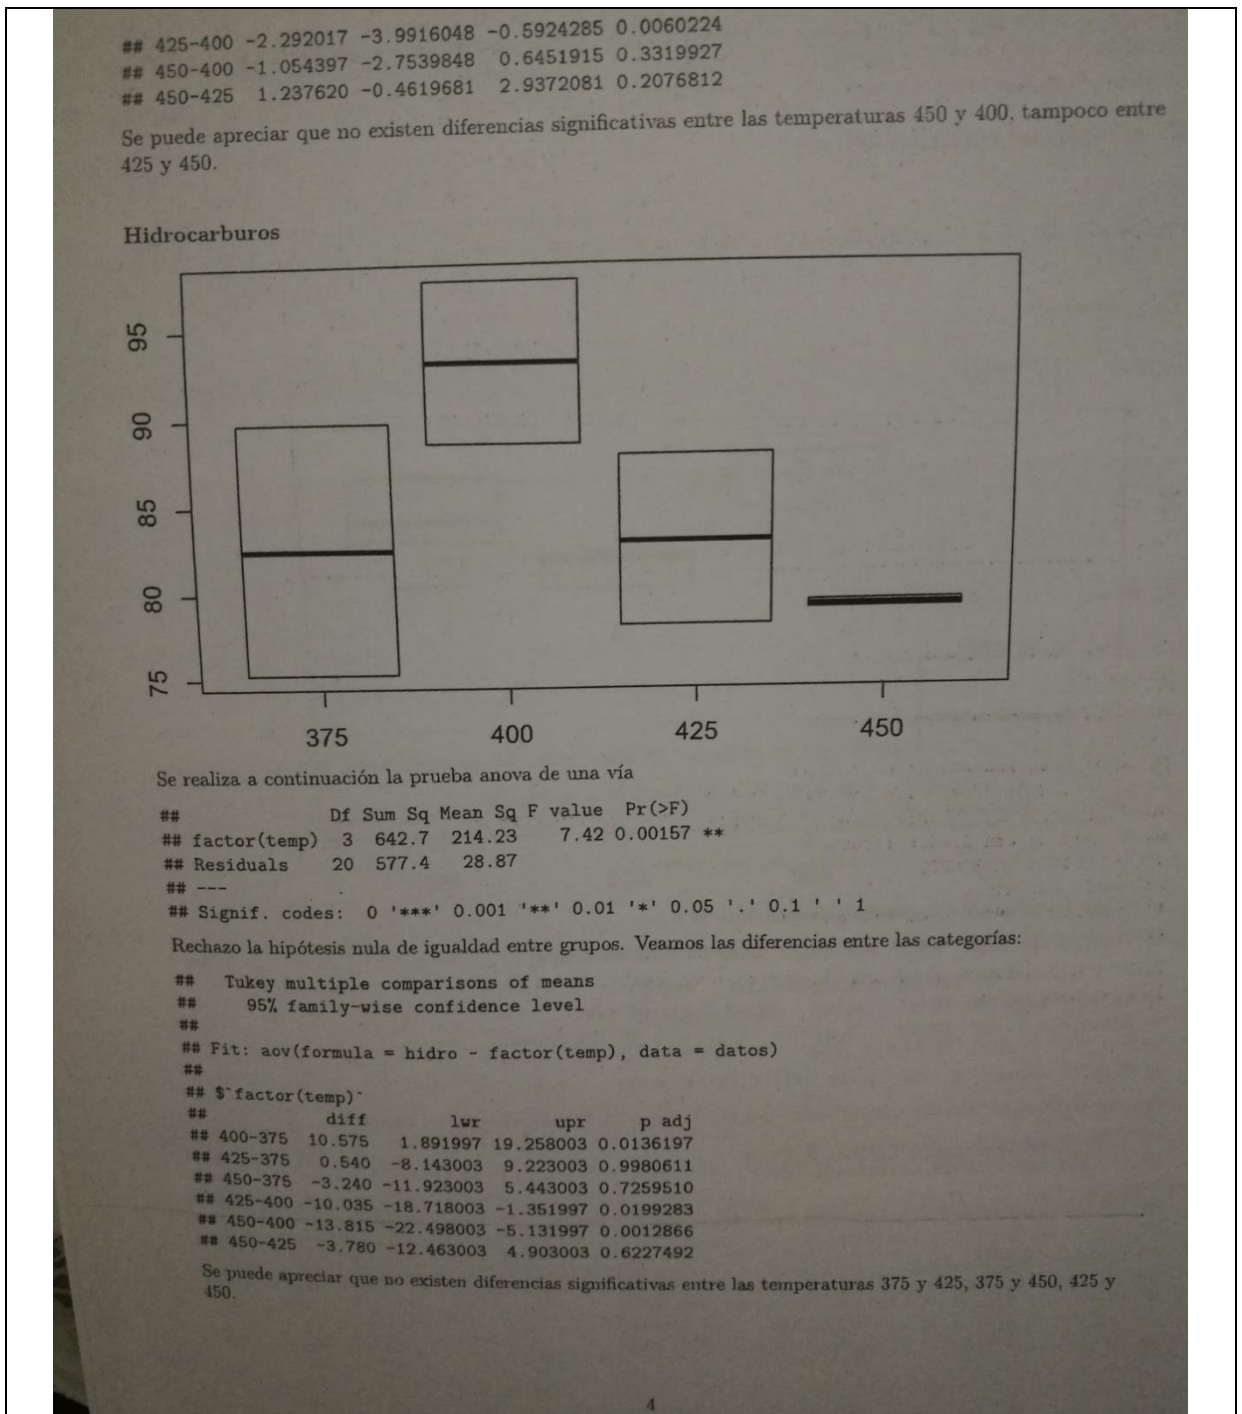 ## 425-400 -2.292017 -3.9916048 -0.5924285 0.0060224
## 450-400 -1.054397 -2.7539848 0.6451915 0.3319927
## 450-425 1.237620 -0.4619681 2.9372081 0.2076812
Se puede apreciar que no existen diferencias significativas entre las temperaturas 450 y 400, tampoco entre
425 y 450.
Hidrocarburos
95
90
85
80
75
375 400 425 450
Se realiza a continuación la prueba anova de una vía
## Df Sum Sq Mean Sq F value Pr(>F)
## factor(temp) 3 642.7 214.23 7.42 0.00157 **
## Residuals 20 577.4 28.87
## ---
## Signif. codes: 0 '***' 0.001 '**' 0.01 '*' 0.05 '.' 0.1 ' ' 1
Rechazo la hipótesis nula de igualdad entre grupos. Veamos las diferencias entre las categorías:
## Tukey multiple comparisons of means
## 95% family-wise confidence level
##
## Fit: aov(formula = hidro ~ factor(temp), data = datos)
##
## $`factor(temp)`
## diff lwr upr p adj
## 400-375 10.575 1.891997 19.258003 0.0136197
## 425-375 0.540 -8.143003 9.223003 0.9980611
## 450-375 -3.240 -11.923003 5.443003 0.7259510
## 425-400 -10.035 -18.718003 -1.351997 0.0199283
## 450-400 -13.815 -22.498003 -5.131997 0.0012866
## 450-425 -3.780 -12.463003 4.903003 0.6227492
Se puede apreciar que no existen diferencias significativas entre las temperaturas 375 y 425, 375 y 450, 425 y
450.
4